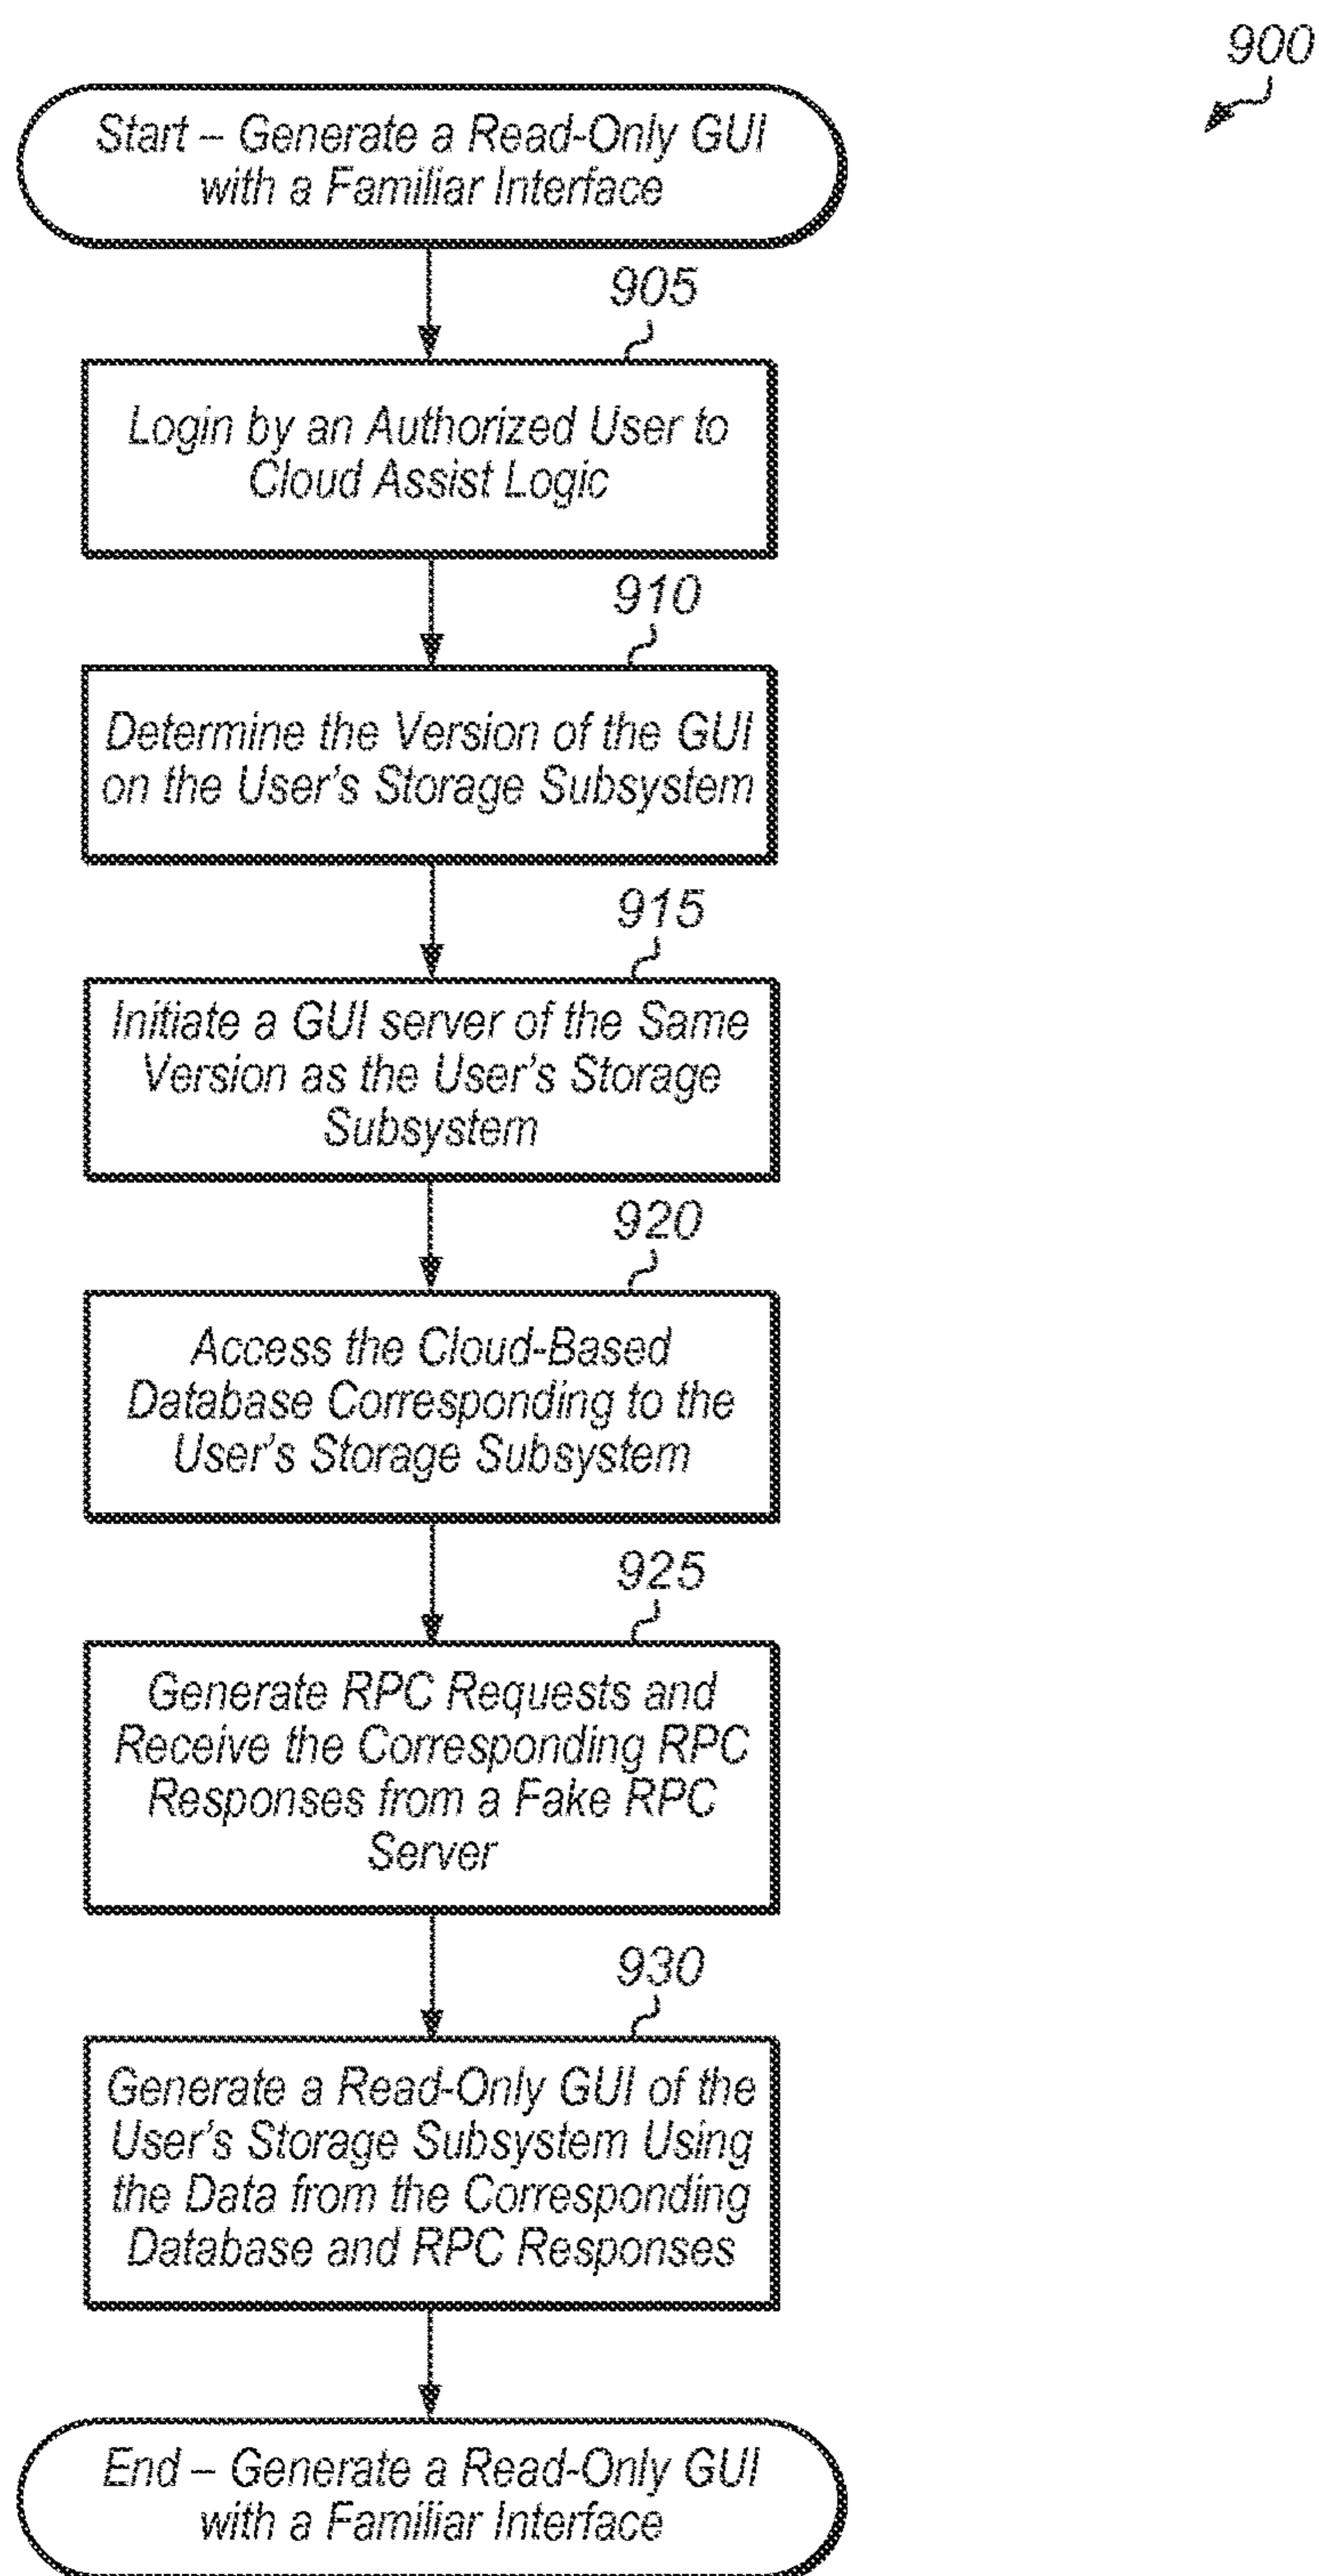 900
Start – Generate a Read-Only GUI
with a Familiar Interface
905
Login by an Authorized User to
Cloud Assist Logic
910
Determine the Version of the GUI
on the User's Storage Subsystem
915
Initiate a GUI server of the Same
Version as the User's Storage
Subsystem
920
Access the Cloud-Based
Database Corresponding to the
User's Storage Subsystem
925
Generate RPC Requests and
Receive the Corresponding RPC
Responses from a Fake RPC
Server
930
Generate a Read-Only GUI of the
User's Storage Subsystem Using
the Data from the Corresponding
Database and RPC Responses
End – Generate a Read-Only GUI
with a Familiar Interface